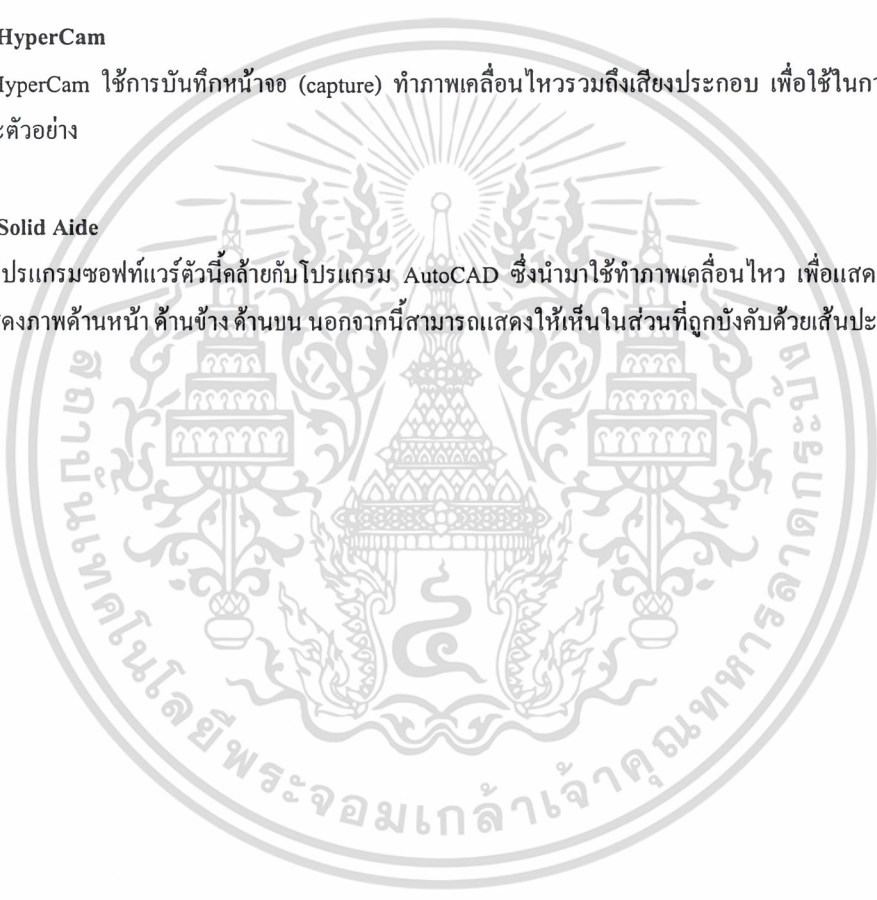 HyperCam
HyperCam ใช้การบันทึกหน้าจอ (capture) ทำภาพเคลื่อนไหวรวมถึงเสียงประกอบ เพื่อใช้ในกา
ะตัวอย่าง
Solid Aide
ปรแกรมซอฟท์แวร์ตัวนี้คล้ายกับโปรแกรม AutoCAD ซึ่งนำมาใช้ทำภาพเคลื่อนไหว เพื่อแสด
สดงภาพด้านหน้า ด้านข้าง ด้านบน นอกจากนี้สามารถแสดงให้เห็นในส่วนที่ถูกบังคับด้วยเส้นปะ
สถาบันเทคโนโลยีพระจอมเกล้าเจ้าคุณทหารลาดกระบัง